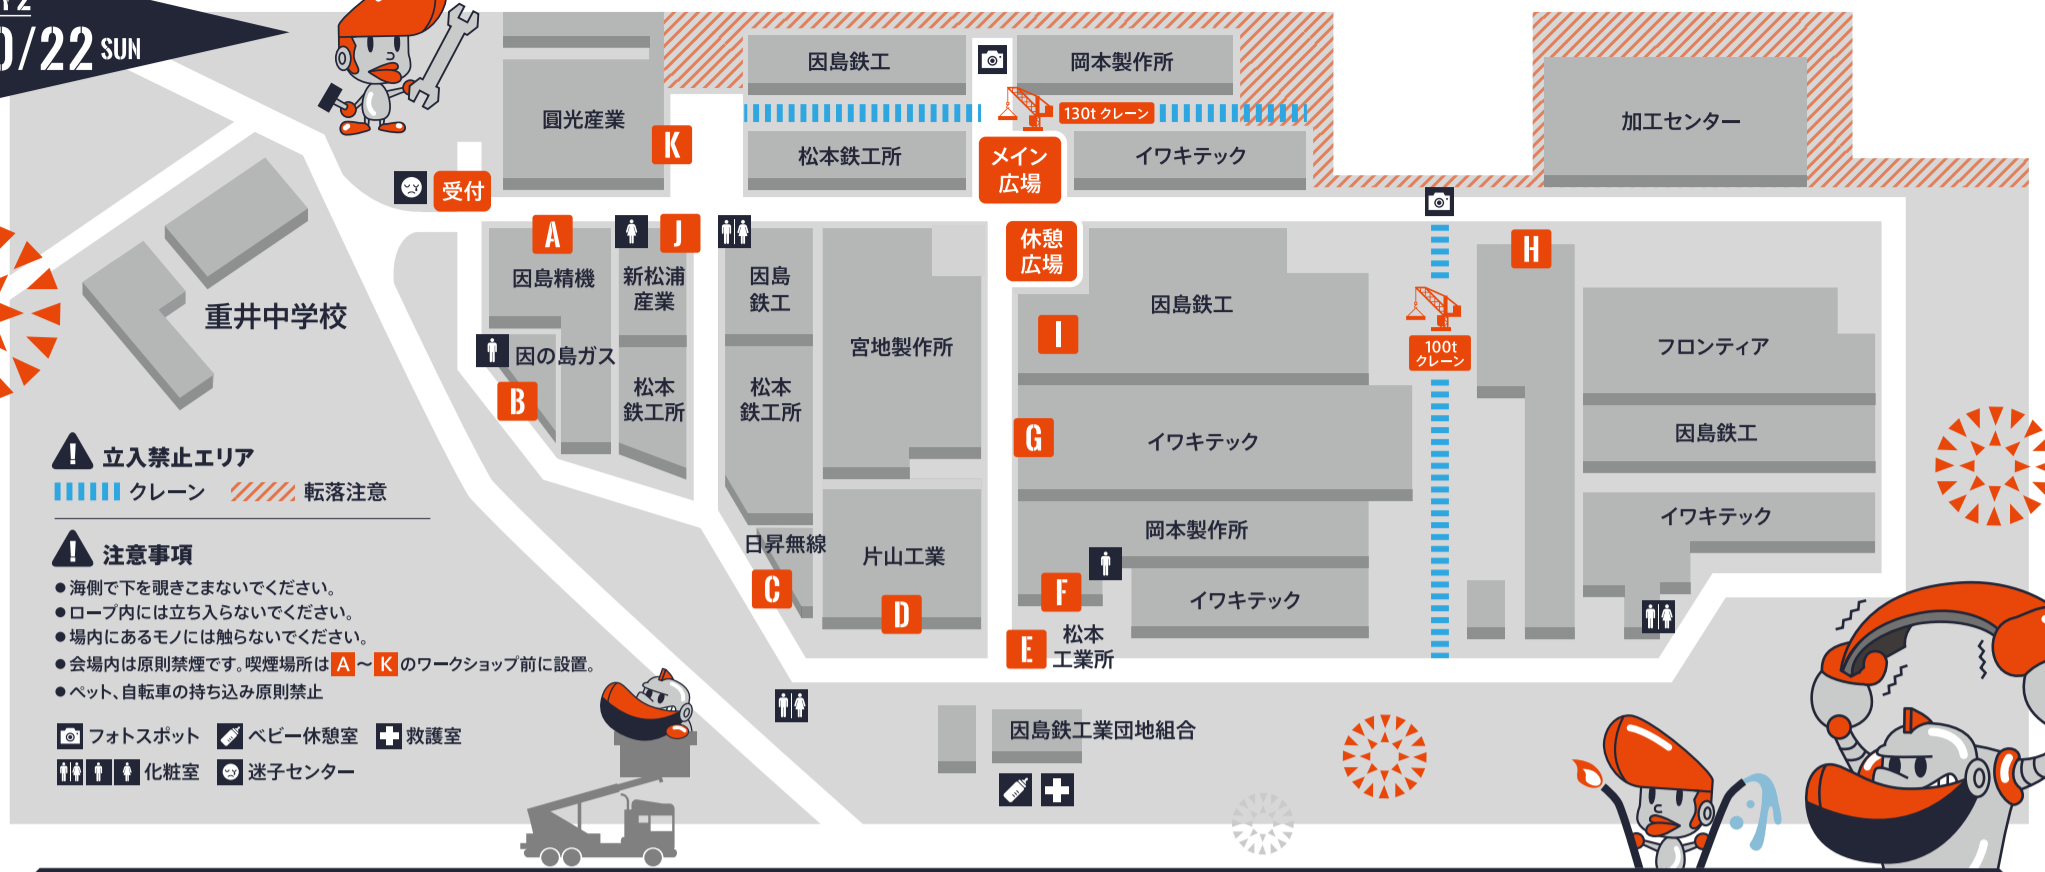 0/22 SUN
圓光産業
K
因島鉄工
岡本製作所
130t クレーン
松本鉄工所
メイン
広場
イワキテック
加工センター
受付
A
J
因島精機
新松浦
産業
因島
鉄工
休憩
広場
H
重井中学校
因の島ガス
B
松本
鉄工所
松本
鉄工所
宮地製作所
因島鉄工
I
100t
クレーン
フロンティア
因島鉄工
G
イワキテック
岡本製作所
イワキテック
日昇無線
C
片山工業
D
F
イワキテック
E
松本
工業所
因島鉄工業団地組合
立入禁止エリア
クレーン 転落注意
注意事項
●海側で下を覗きこまないでください。
●ロープ内には立ち入らないでください。
●場内にあるモノには触らないでください。
●会場内は原則禁煙です。喫煙場所はA～Kのワークショップ前に設置。
●ペット、自転車の持ち込み原則禁止
フォトスポット ベビー休憩室 救護室
化粧室 迷子センター